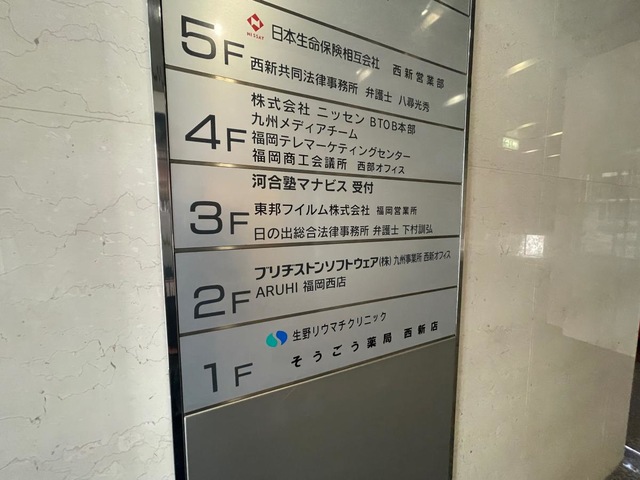 5F
NISSAY 日本生命保険相互会社 西新営業部
西新共同法律事務所 弁護士 八尋光秀
4F
株式会社 ニッセン BTOB本部
九州メディアチーム
福岡テレマーケティングセンター
福岡商工会議所 西部オフィス
3F
河合塾マナビス 受付
東邦フイルム株式会社 福岡営業所
日の出総合法律事務所 弁護士 下村訓弘
2F
ブリヂストンソフトウェア(株) 九州事業所 西新オフィス
ARUHI 福岡西店
1F
生野リウマチクリニック
そうごう薬局 西新店